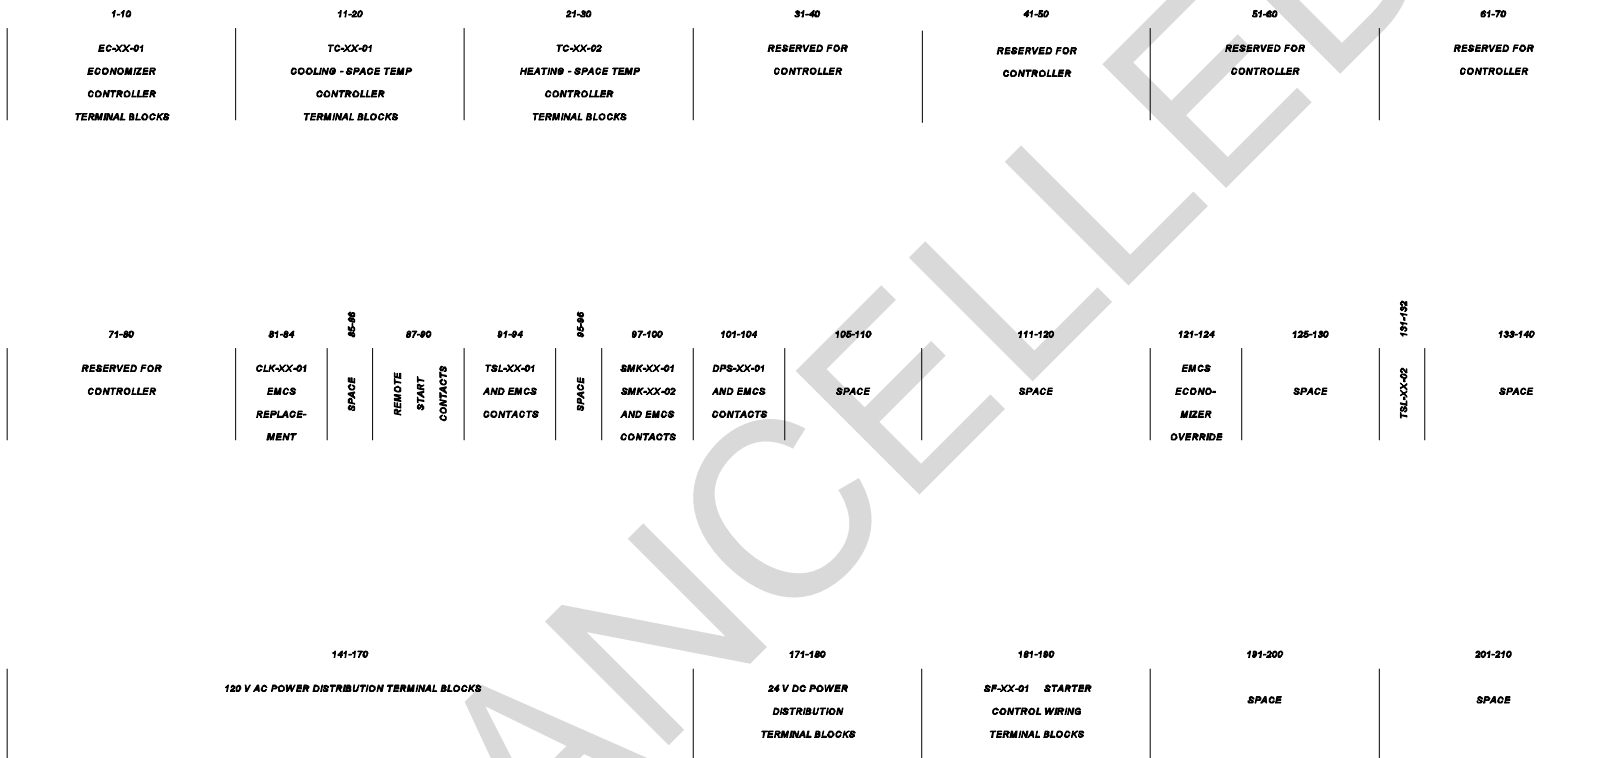 1-10
11-20
21-30
31-40
41-50
51-60
61-70
EC-XX-01
ECONOMIZER
CONTROLLER
TERMINAL BLOCKS
TC-XX-01
COOLING - SPACE TEMP
CONTROLLER
TERMINAL BLOCKS
TC-XX-02
HEATING - SPACE TEMP
CONTROLLER
TERMINAL BLOCKS
RESERVED FOR
CONTROLLER
RESERVED FOR
CONTROLLER
RESERVED FOR
CONTROLLER
RESERVED FOR
CONTROLLER
71-80
81-84
85-86
87-90
91-94
95-96
97-100
101-104
105-110
111-120
121-124
125-130
131-132
133-140
RESERVED FOR
CONTROLLER
CLK-XX-01
EMCS
REPLACE-
MENT
SPACE
REMOTE
START
CONTACTS
TSL-XX-01
AND EMCS
CONTACTS
SPACE
SMK-XX-01
SMK-XX-02
AND EMCS
CONTACTS
DPS-XX-01
AND EMCS
CONTACTS
SPACE
SPACE
EMCS
ECONO-
MIZER
OVERRIDE
SPACE
TSL-XX-02
SPACE
141-170
171-180
181-190
191-200
201-210
120 V AC POWER DISTRIBUTION TERMINAL BLOCKS
24 V DC POWER
DISTRIBUTION
TERMINAL BLOCKS
SF-XX-01 STARTER
CONTROL WIRING
TERMINAL BLOCKS
SPACE
SPACE
ANCELLED